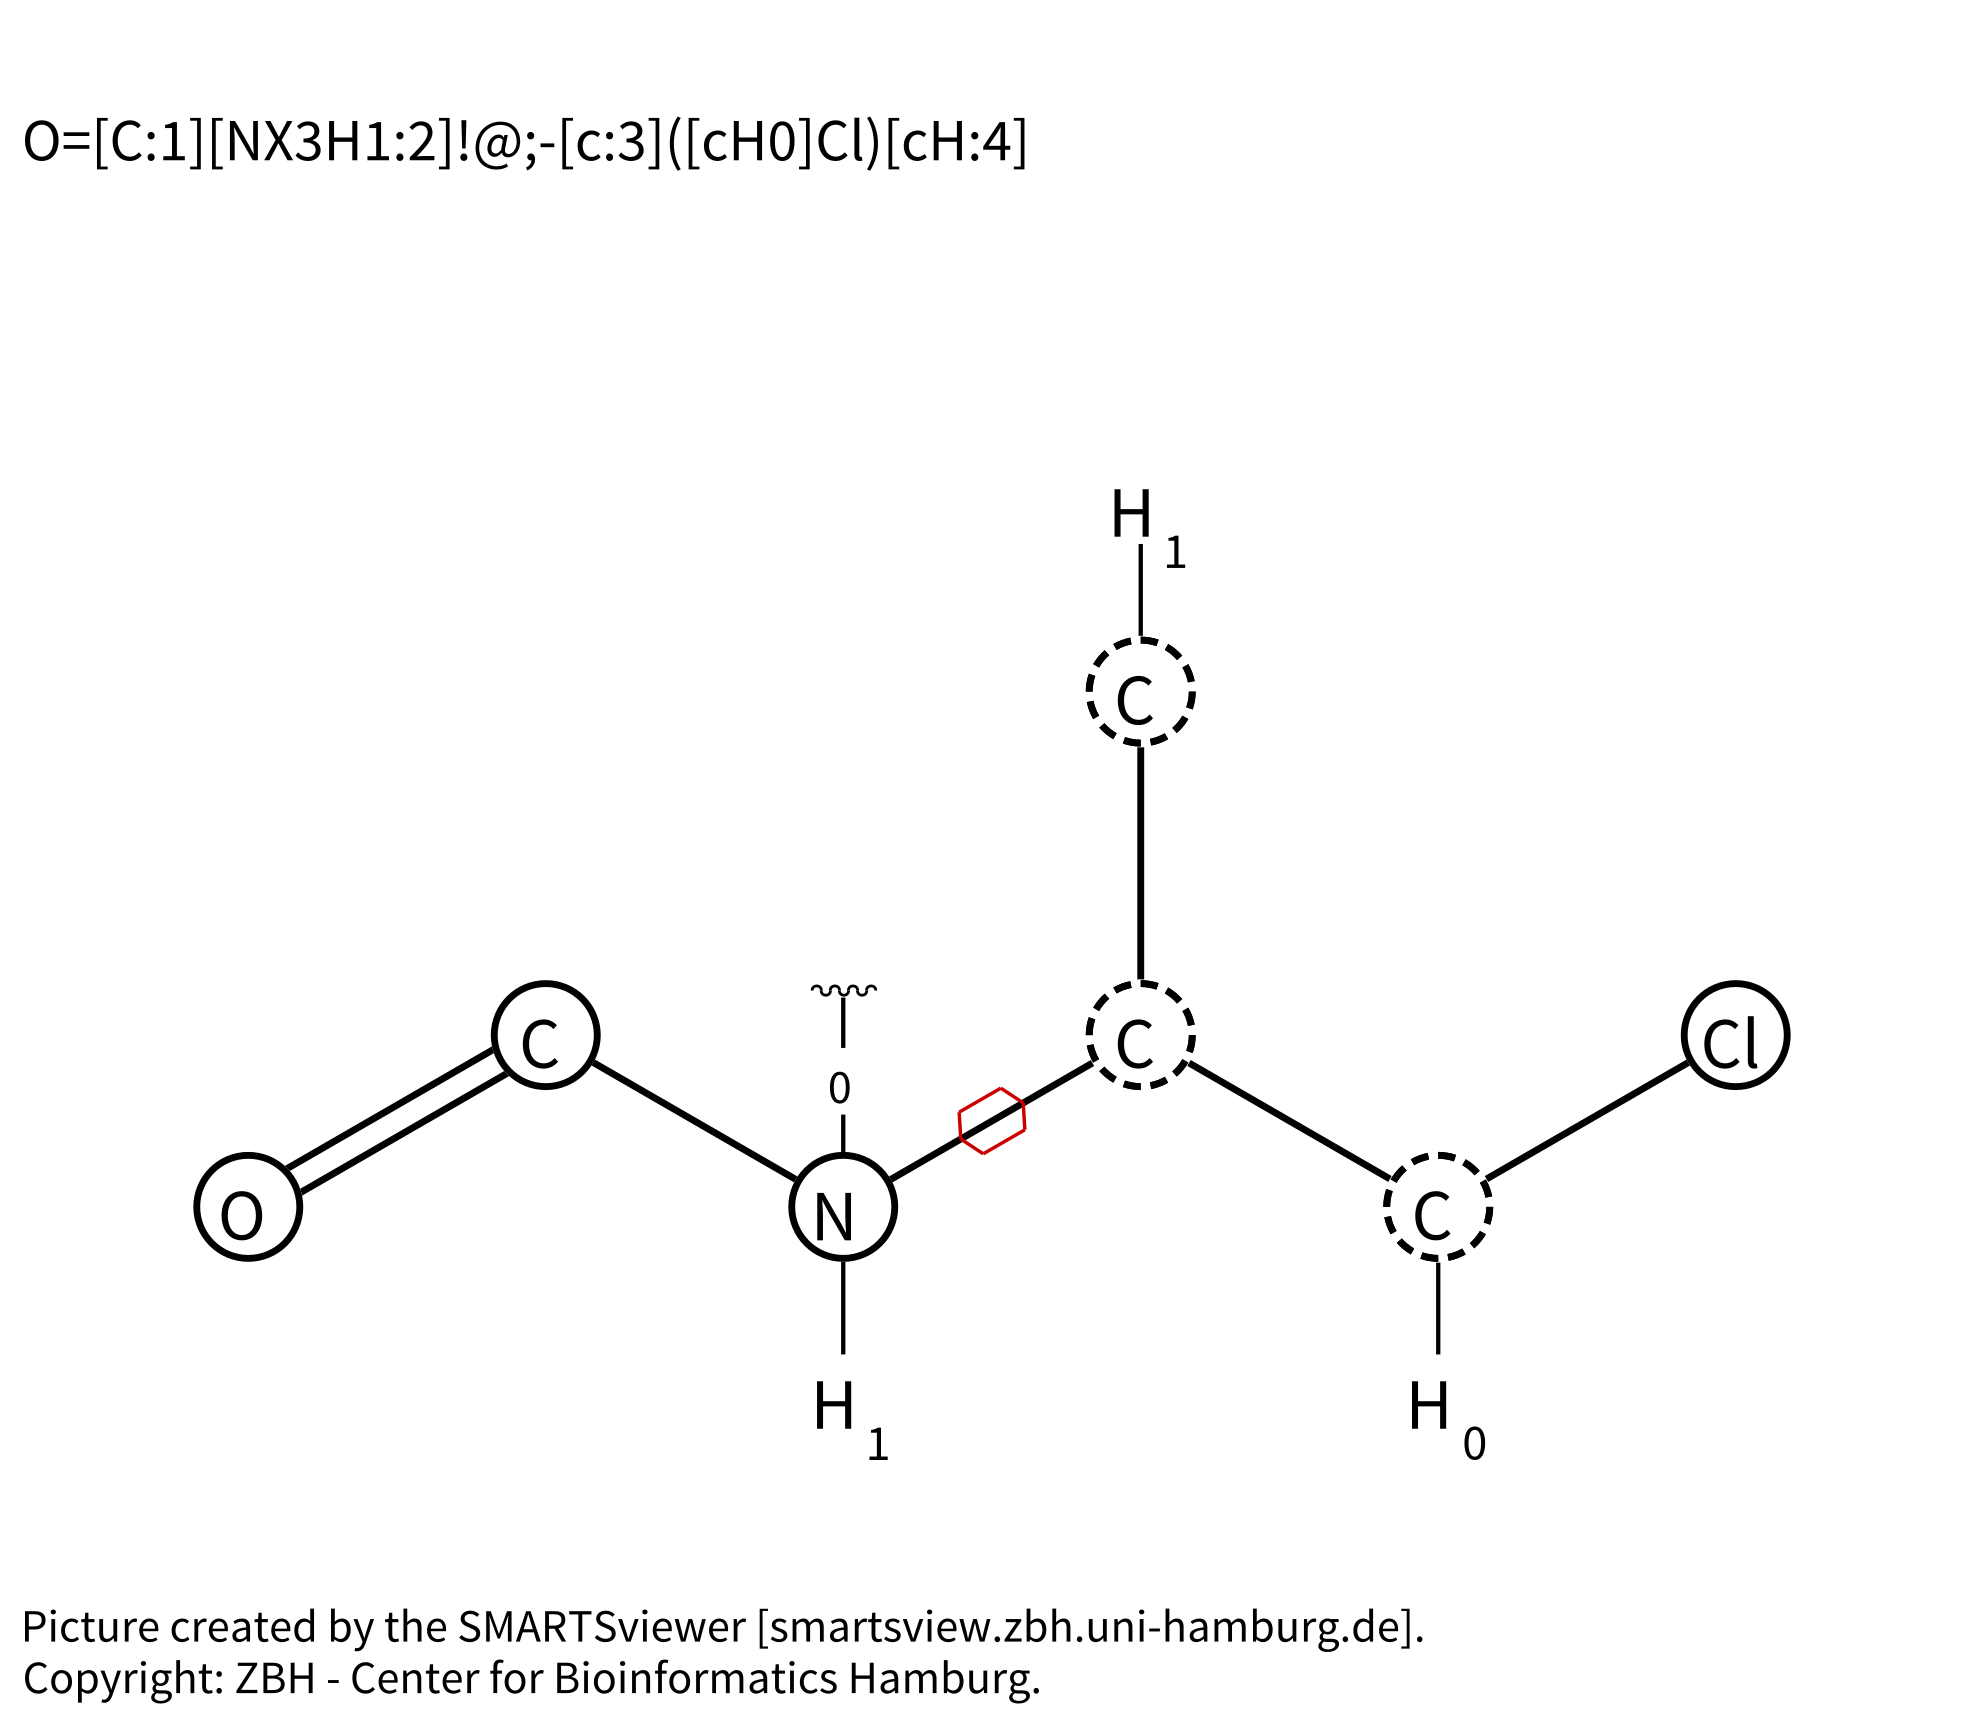 O=[C:1][NX3H1:2]!@;-[c:3]([cH0]Cl)[cH:4]
H 1
C
C
C
Cl
0
O
N
C
H 1
H 0
Picture created by the SMARTSviewer [smartsview.zbh.uni-hamburg.de].
Copyright: ZBH - Center for Bioinformatics Hamburg.